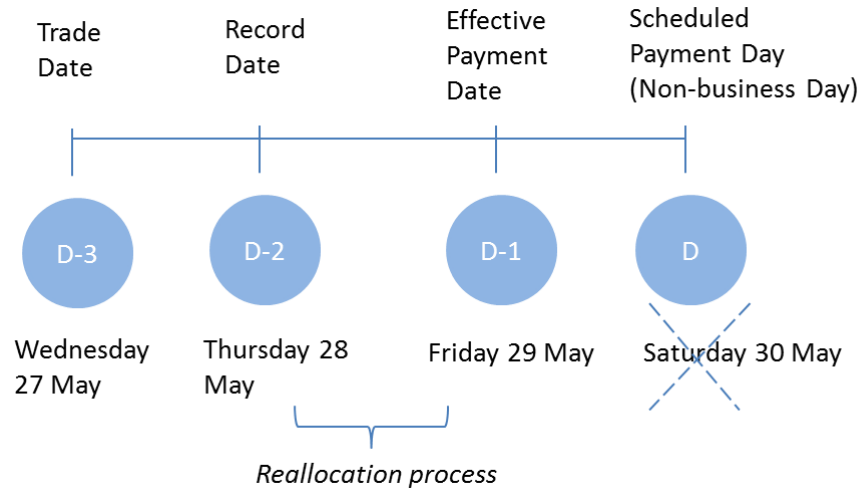 Trade
Date
Record
Date
Effective
Payment
Date
Scheduled
Payment Day
(Non-business Day)
D-3
D-2
D-1
D
Wednesday
27 May
Thursday 28
May
Friday 29 May
Saturday 30 May
Reallocation process